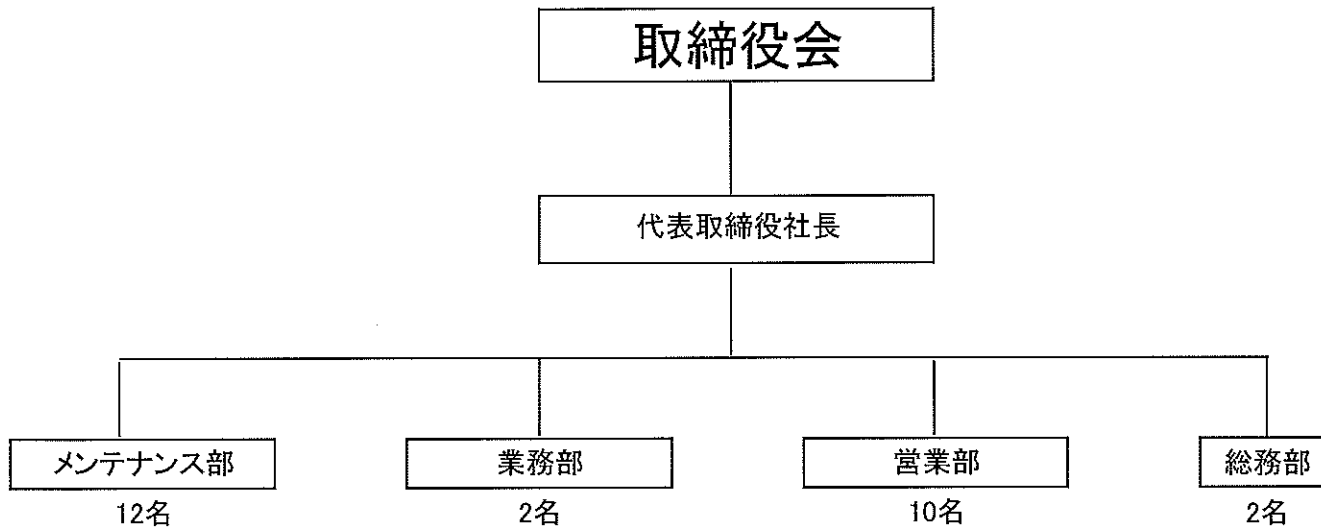 取締役会
代表取締役社長
メンテナンス部
業務部
営業部
総務部
12名
2名
10名
2名